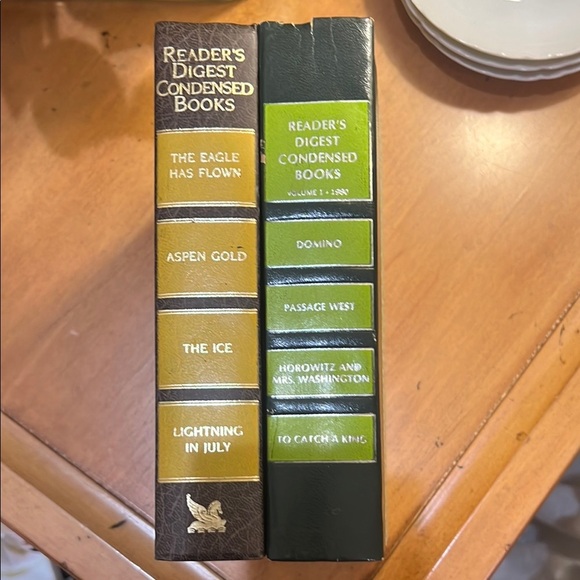 READER'S
DIGEST
CONDENSED
BOOKS
THE EAGLE
HAS FLOWN
ASPEN GOLD
THE ICE
LIGHTNING
IN JULY
READER'S
DIGEST
CONDENSED
BOOKS
VOLUME 1 • 1980
DOMINO
PASSAGE WEST
HOROWITZ AND
MRS. WASHINGTON
TO CATCH A KING